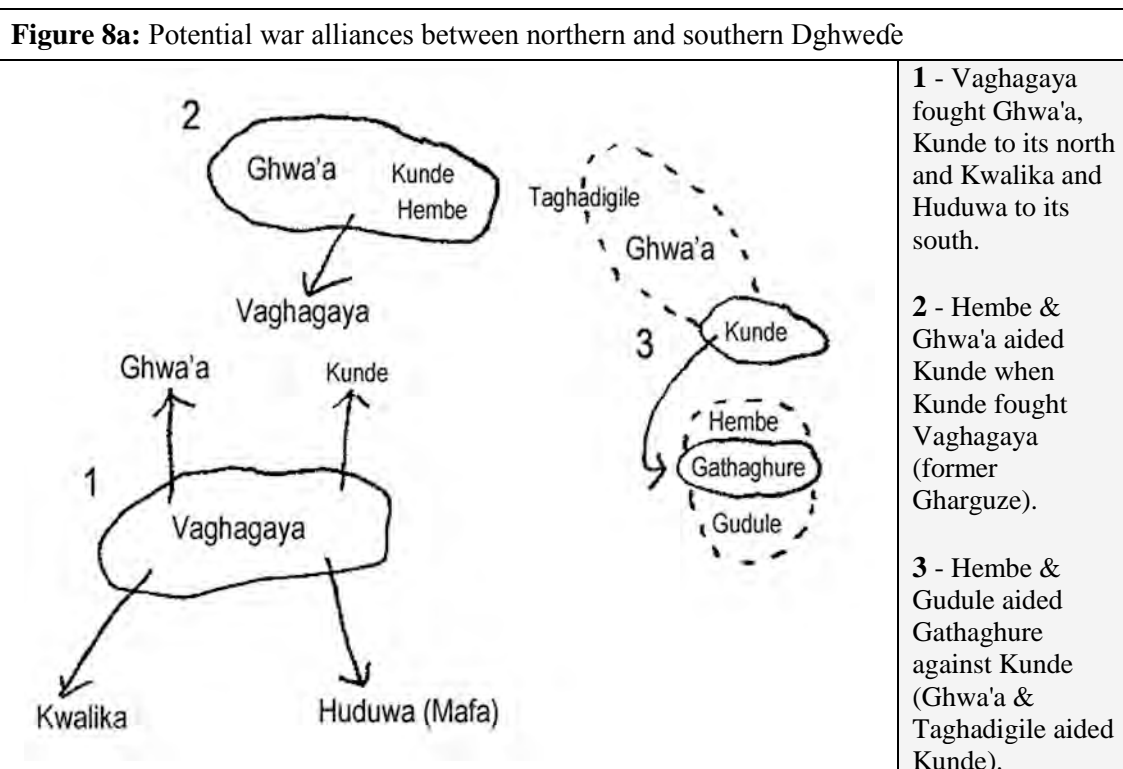 Figure 8a: Potential war alliances between northern and southern Dghweɗe
2
Ghwa'a
Kunde
Hembe
Vaghagaya
Ghwa'a
Kunde
1
Vaghagaya
Kwalika
Huduwa (Mafa)
Taghadigile
Ghwa'a
3
Kunde
Hembe
Gathaghure
Gudule
1 - Vaghagaya
fought Ghwa'a,
Kunde to its north
and Kwalika and
Huduwa to its
south.
2 - Hembe &
Ghwa'a aided
Kunde when
Kunde fought
Vaghagaya
(former
Gharguze).
3 - Hembe &
Gudule aided
Gathaghure
against Kunde
(Ghwa'a &
Taghadigile aided
Kunde).